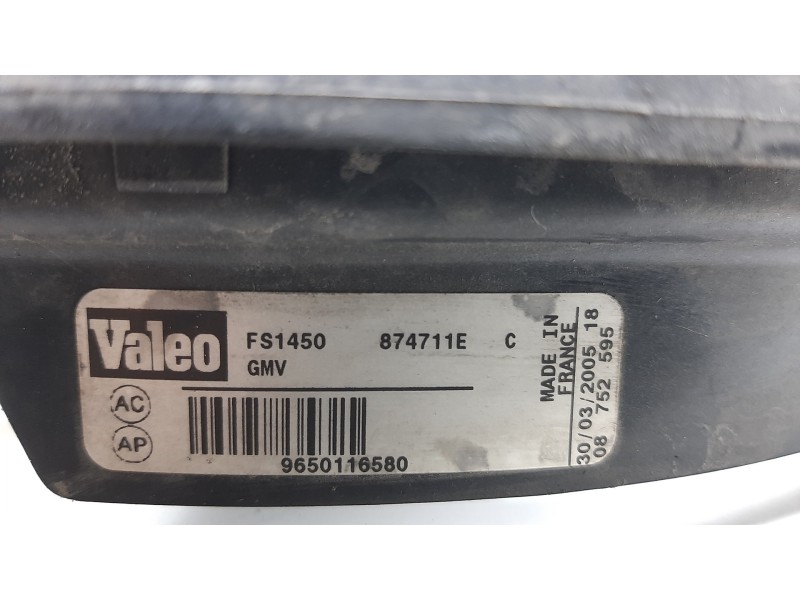 Valeo
FS1450 874711E C
GMV
AC
AP
9650116580
MADE IN
FRANCE
30/03/2005 18
08 752 595